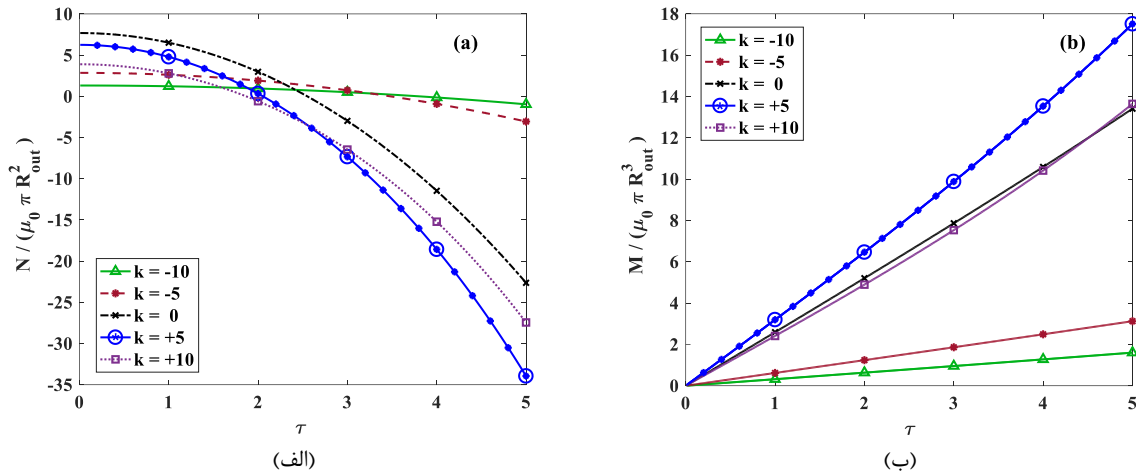 (a)
N / (μ₀ π R²out)
10
5
0
-5
-10
-15
-20
-25
-30
-35
k = -10
k = -5
k = 0
k = +5
k = +10
0 1 2 3 4 5
τ
(الف)
(b)
M / (μ₀ π R³out)
18
16
14
12
10
8
6
4
2
0
k = -10
k = -5
k = 0
k = +5
k = +10
0 1 2 3 4 5
τ
(ب)